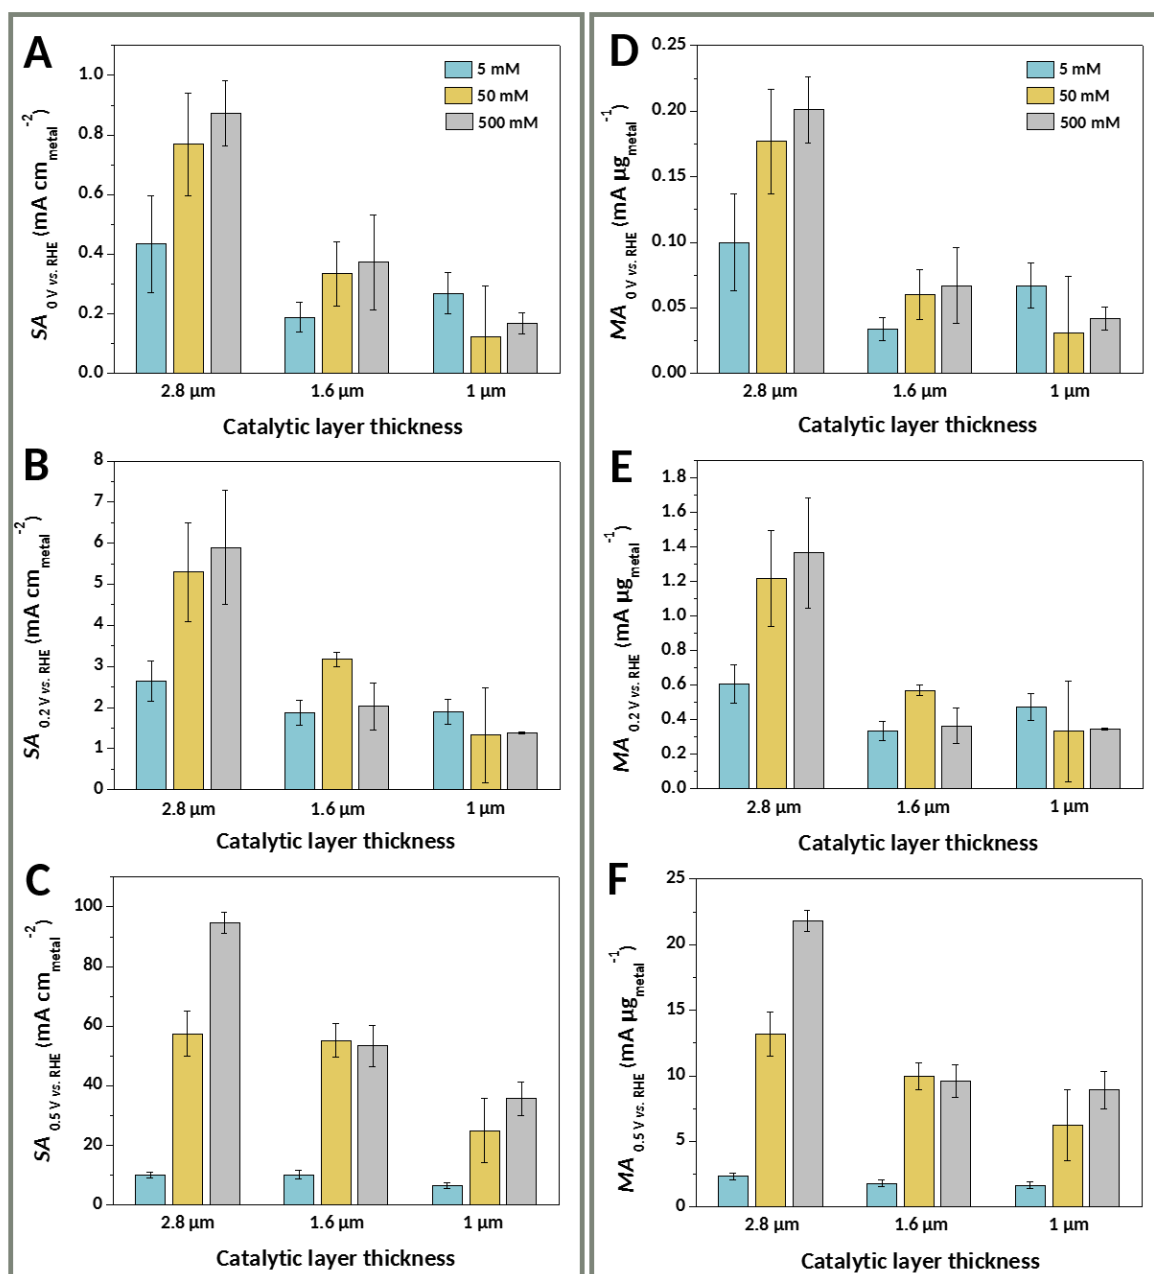 A
SA 0 V vs. RHE (mA cm metal -2)
1.0
0.8
0.6
0.4
0.2
0.0
5 mM
50 mM
500 mM
2.8 µm 1.6 µm 1 µm
Catalytic layer thickness
B
SA 0.2 V vs. RHE (mA cm metal -2)
8
7
6
5
4
3
2
1
0
2.8 µm 1.6 µm 1 µm
Catalytic layer thickness
C
SA 0.5 V vs. RHE (mA cm metal -2)
100
80
60
40
20
0
2.8 µm 1.6 µm 1 µm
Catalytic layer thickness
D
MA 0 V vs. RHE (mA µg metal -1)
0.25
0.20
0.15
0.10
0.05
0.00
5 mM
50 mM
500 mM
2.8 µm 1.6 µm 1 µm
Catalytic layer thickness
E
MA 0.2 V vs. RHE (mA µg metal -1)
1.8
1.6
1.4
1.2
1.0
0.8
0.6
0.4
0.2
0.0
2.8 µm 1.6 µm 1 µm
Catalytic layer thickness
F
MA 0.5 V vs. RHE (mA µg metal -1)
25
20
15
10
5
0
2.8 µm 1.6 µm 1 µm
Catalytic layer thickness